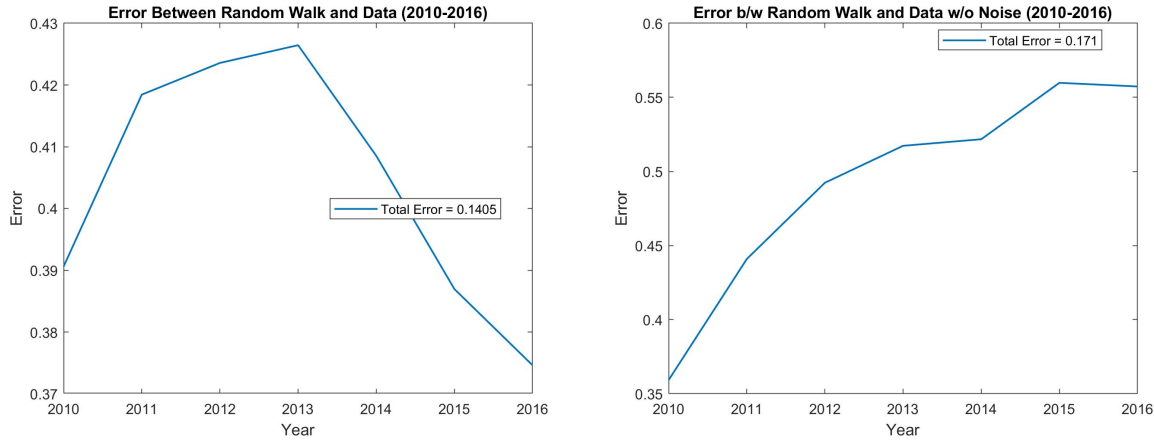 Error Between Random Walk and Data (2010-2016)
0.43
0.42
0.41
0.4
0.39
0.38
0.37
Error
Total Error = 0.1405
2010 2011 2012 2013 2014 2015 2016
Year
Error b/w Random Walk and Data w/o Noise (2010-2016)
0.6
0.55
0.5
0.45
0.4
0.35
Error
Total Error = 0.171
2010 2011 2012 2013 2014 2015 2016
Year